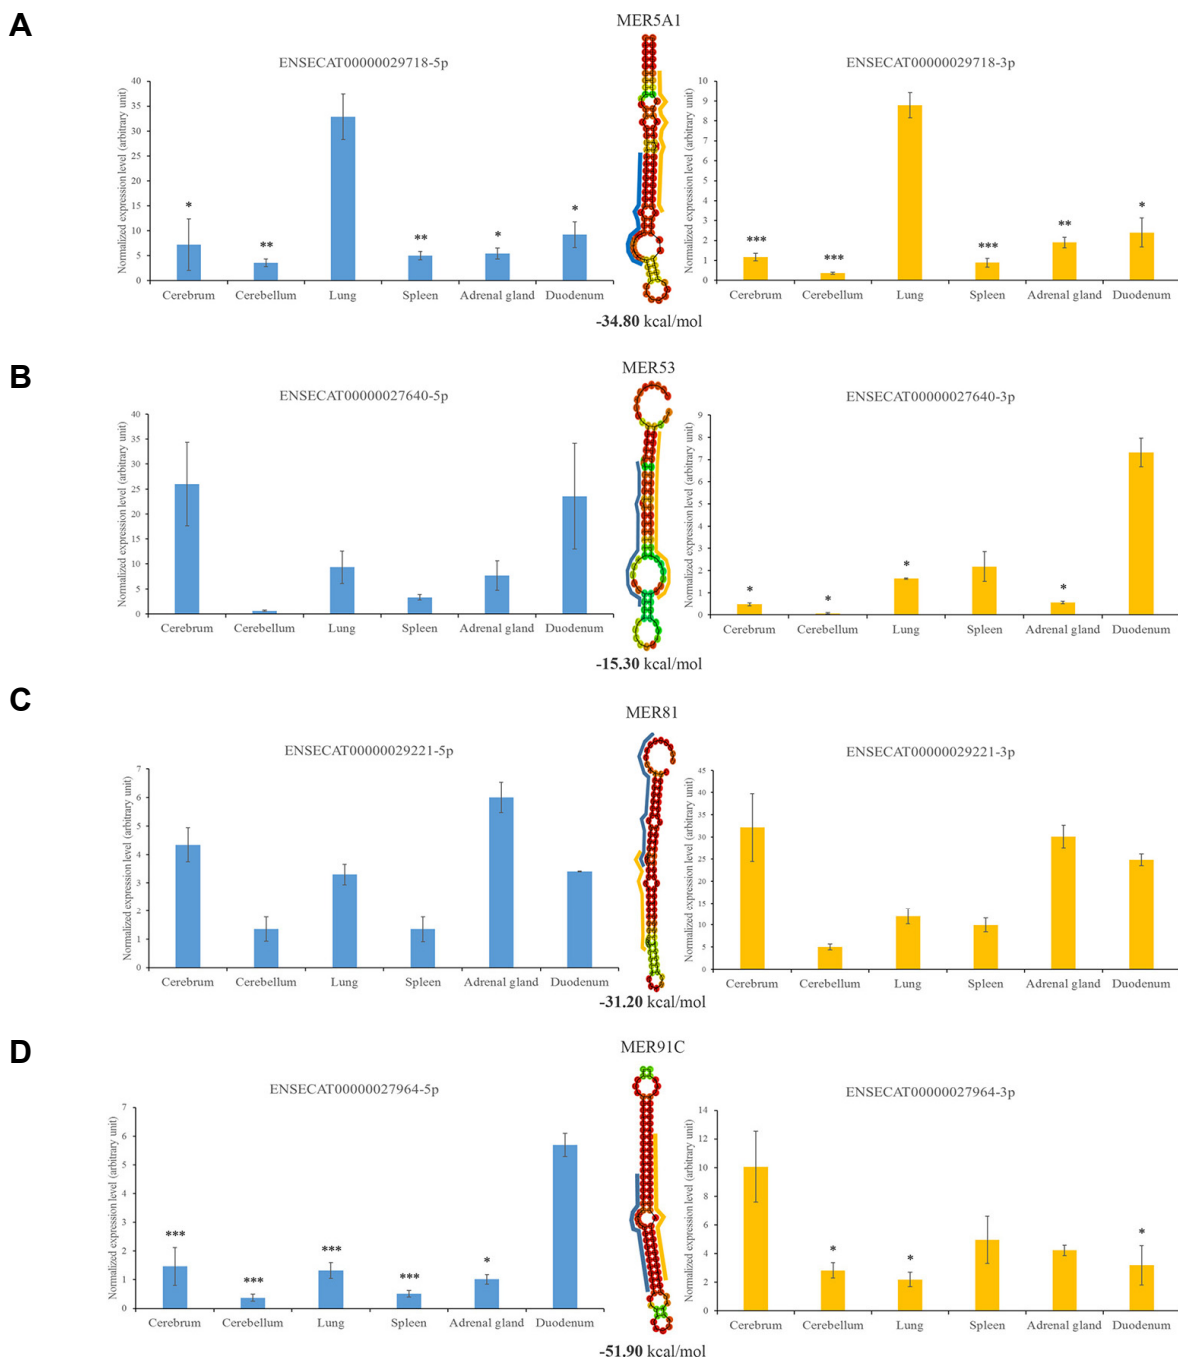 A
MER5A1
ENSECAT00000029718-5p
Normalized expression level (arbitrary unit)
40
35
30
25
20
15
10
5
0
*
**
**
*
*
Cerebrum Cerebellum Lung Spleen Adrenal gland Duodenum
ENSECAT00000029718-3p
Normalized expression level (arbitrary unit)
10
9
8
7
6
5
4
3
2
1
0
***
***
***
**
*
Cerebrum Cerebellum Lung Spleen Adrenal gland Duodenum
-34.80 kcal/mol
B
MER53
ENSECAT00000027640-5p
Normalized expression level (arbitrary unit)
40
35
30
25
20
15
10
5
0
Cerebrum Cerebellum Lung Spleen Adrenal gland Duodenum
ENSECAT00000027640-3p
Normalized expression level (arbitrary unit)
9
8
7
6
5
4
3
2
1
0
*
*
*
*
Cerebrum Cerebellum Lung Spleen Adrenal gland Duodenum
-15.30 kcal/mol
C
MER81
ENSECAT00000029221-5p
Normalized expression level (arbitrary unit)
7
6
5
4
3
2
1
0
Cerebrum Cerebellum Lung Spleen Adrenal gland Duodenum
ENSECAT00000029221-3p
Normalized expression level (arbitrary unit)
45
40
35
30
25
20
15
10
5
0
Cerebrum Cerebellum Lung Spleen Adrenal gland Duodenum
-31.20 kcal/mol
D
MER91C
ENSECAT00000027964-5p
Normalized expression level (arbitrary unit)
7
6
5
4
3
2
1
0
***
***
***
***
*
Cerebrum Cerebellum Lung Spleen Adrenal gland Duodenum
ENSECAT00000027964-3p
Normalized expression level (arbitrary unit)
14
12
10
8
6
4
2
0
*
*
*
Cerebrum Cerebellum Lung Spleen Adrenal gland Duodenum
-51.90 kcal/mol